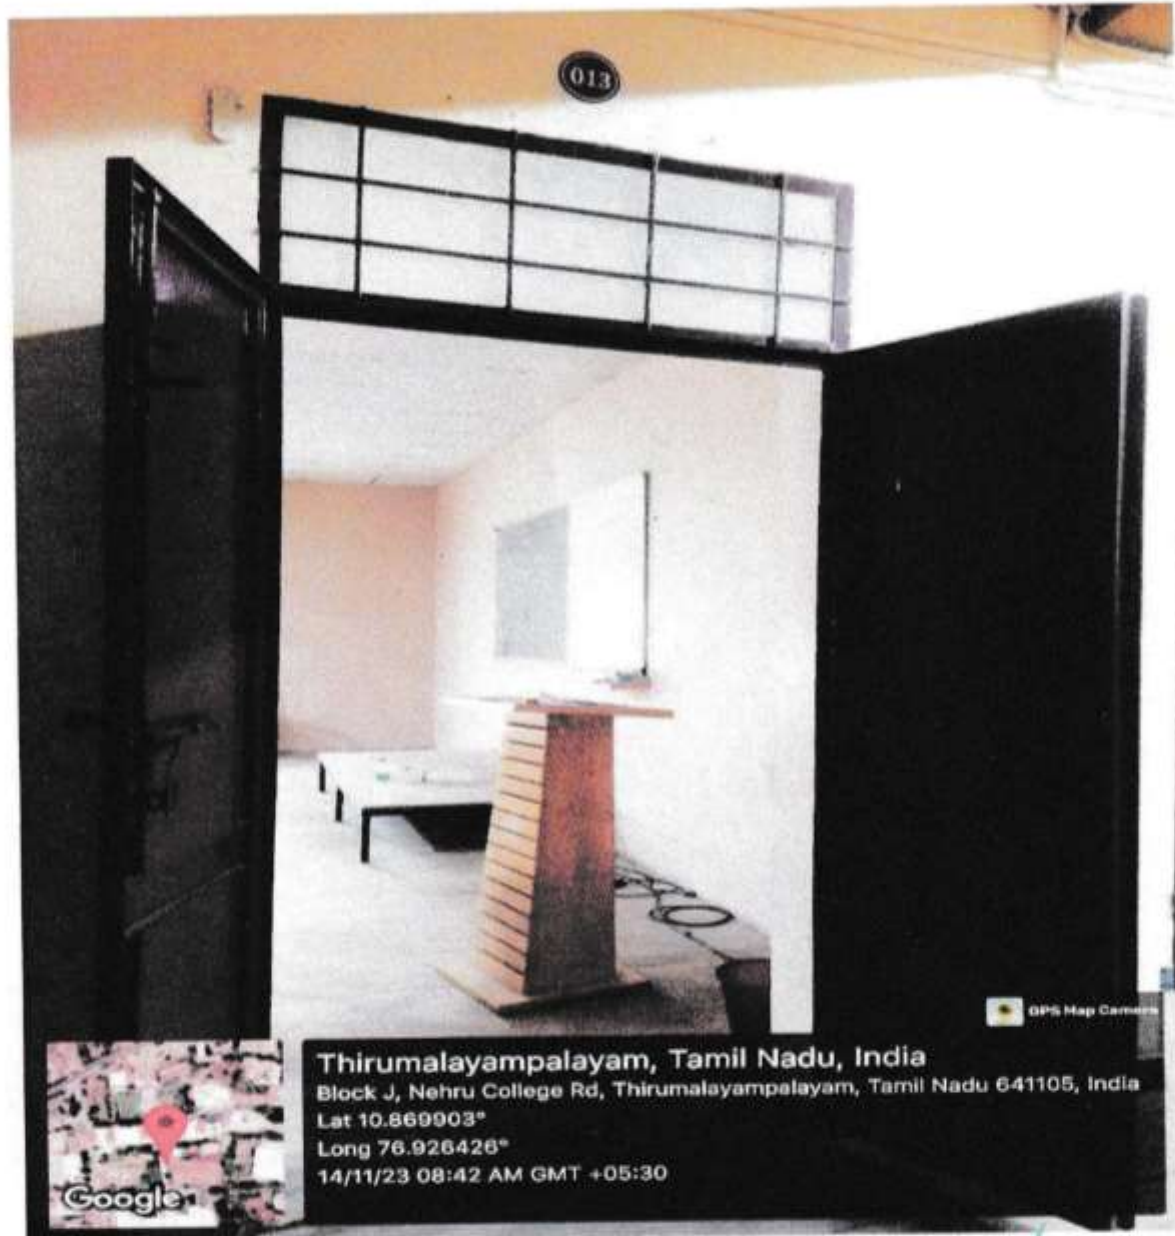 013
GPS Map Camera
Thirumalayampalayam, Tamil Nadu, India
Block J, Nehru College Rd, Thirumalayampalayam, Tamil Nadu 641105, India
Lat 10.869903°
Long 76.926426°
14/11/23 08:42 AM GMT +05:30
Google